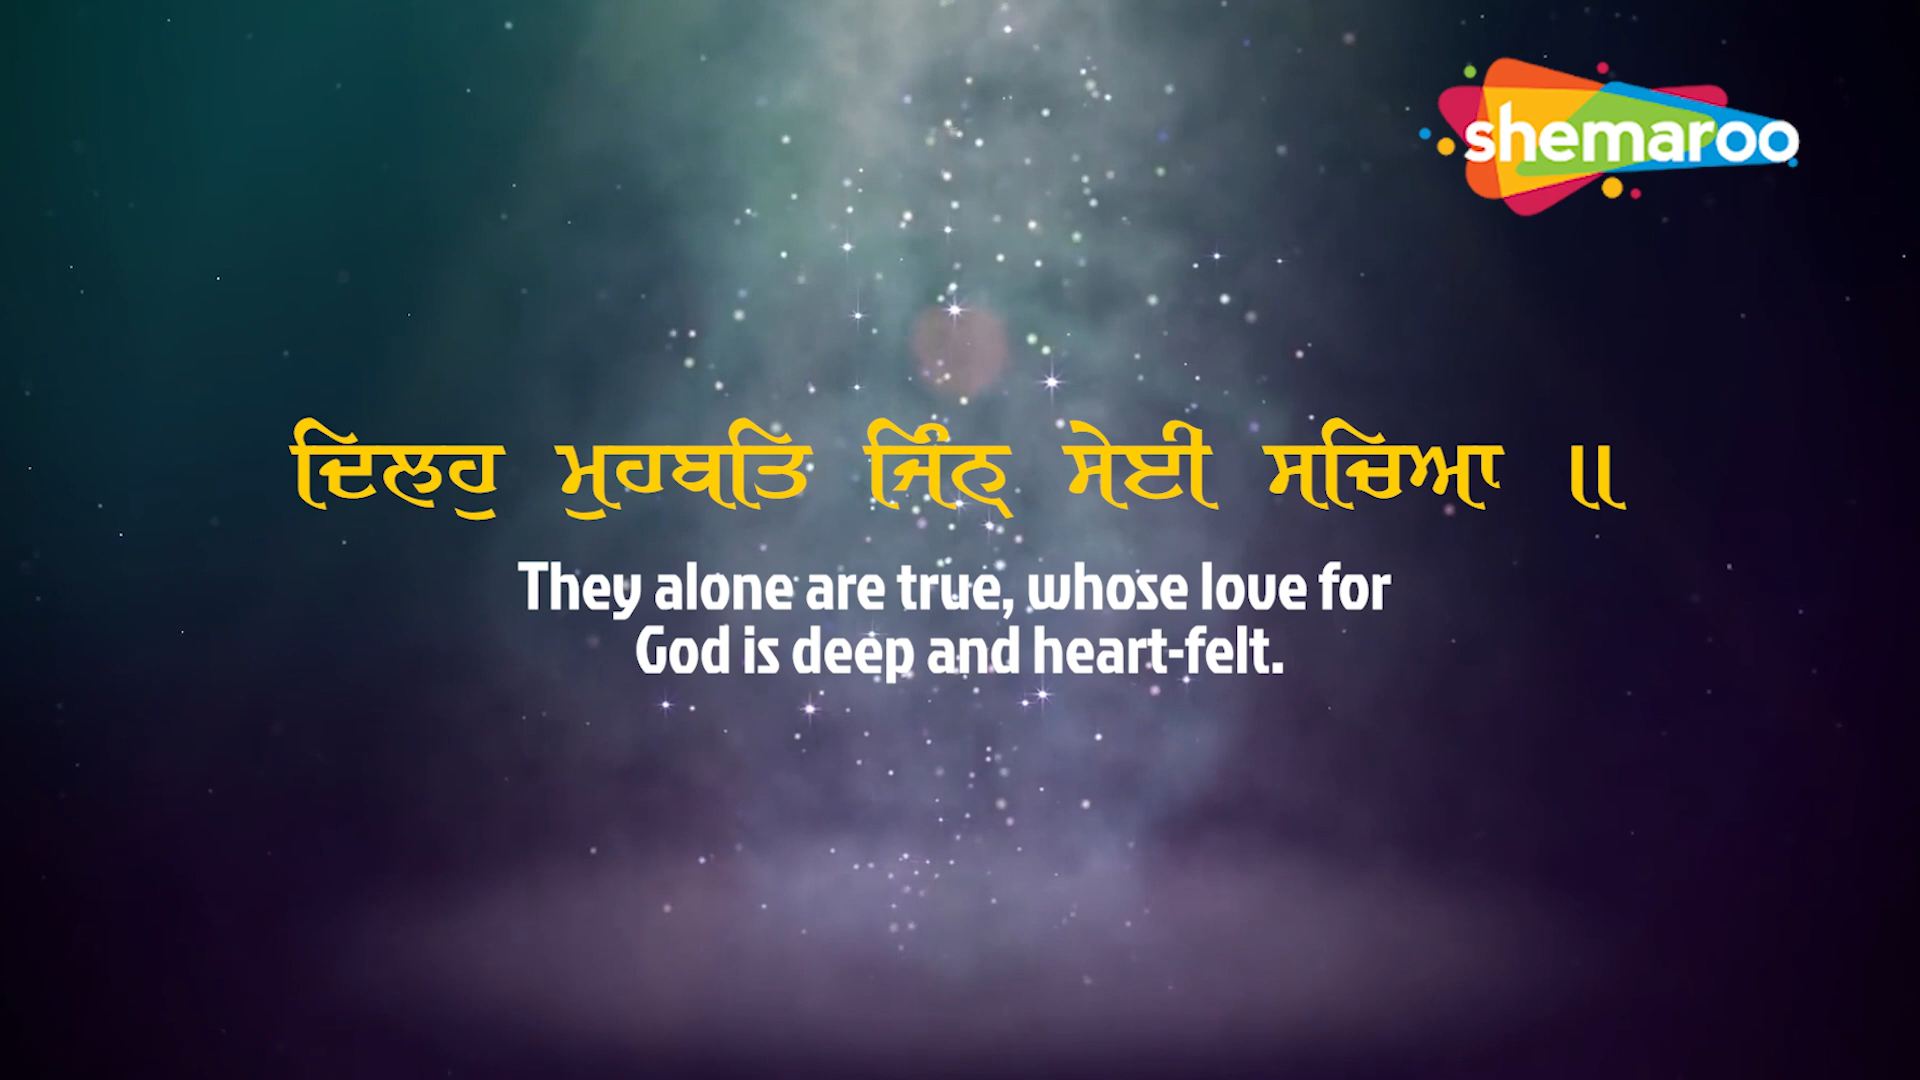 shemaroo
ਦਿਲਹੁ ਮੁਹਬਤਿ ਜਿੰਨ੍ ਸੇਈ ਸਚਿਆ ॥
They alone are true, whose love for
God is deep and heart-felt.